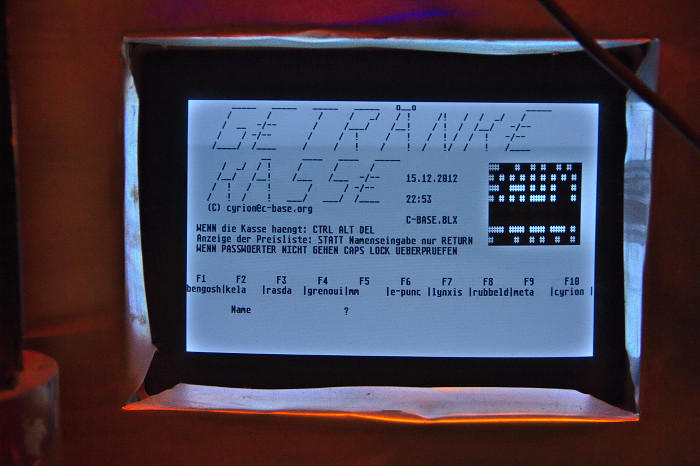 GETRÄNKE
KASSE
15.12.2012
22:53
(C) cyrion@c-base.org
C-BASE.BLX
WENN die Kasse haengt: CTRL ALT DEL
Anzeige der Preisliste: STATT Namenseingabe nur RETURN
WENN PASSWOERTER NICHT GEHEN CAPS LOCK UEBERPRUEFEN
F1 F2 F3 F4 F5 F6 F7 F8 F9 F10
bengosh|kela |rasda |grenoui|mm |e-punc |lynxis |rubbeld|meta |cyrion |
Name ?